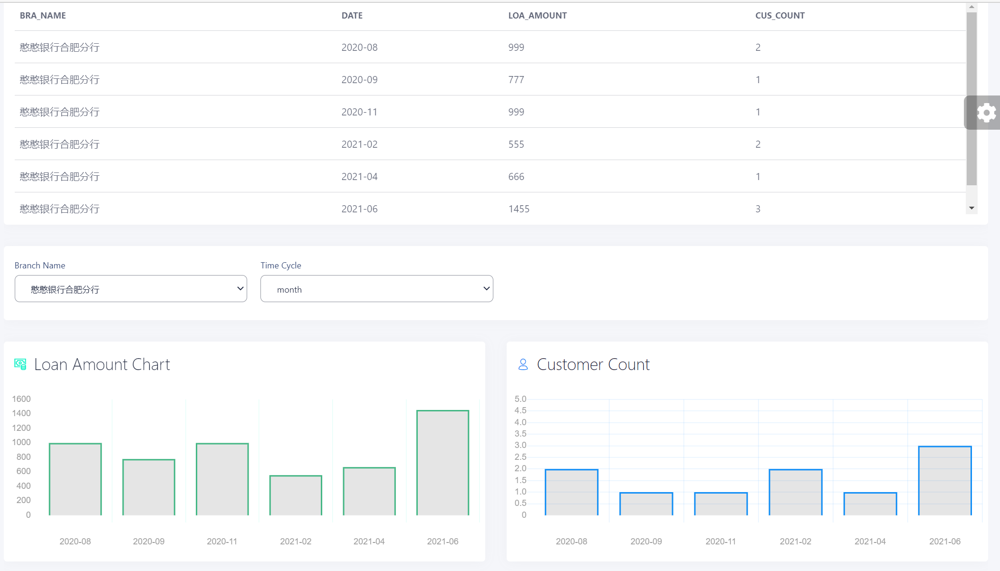 BRA_NAME DATE LOA_AMOUNT CUS_COUNT
憨憨银行合肥分行 2020-08 999 2
憨憨银行合肥分行 2020-09 777 1
憨憨银行合肥分行 2020-11 999 1
憨憨银行合肥分行 2021-02 555 2
憨憨银行合肥分行 2021-04 666 1
憨憨银行合肥分行 2021-06 1455 3
Branch Name Time Cycle
憨憨银行合肥分行 month
Loan Amount Chart
1600
1400
1200
1000
800
600
400
200
0
2020-08 2020-09 2020-11 2021-02 2021-04 2021-06
Customer Count
5.0
4.5
4.0
3.5
3.0
2.5
2.0
1.5
1.0
0.5
0
2020-08 2020-09 2020-11 2021-02 2021-04 2021-06